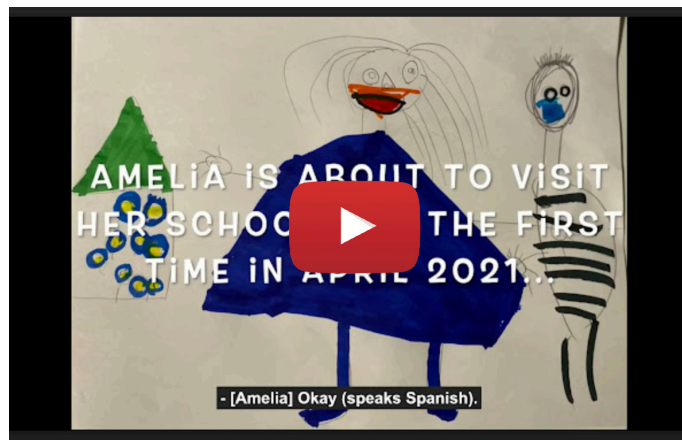 AMELiA iS ABOUT TO ViSiT
HER SCHOO THE FiRST
TiME iN APRiL 2021...
- [Amelia] Okay (speaks Spanish).